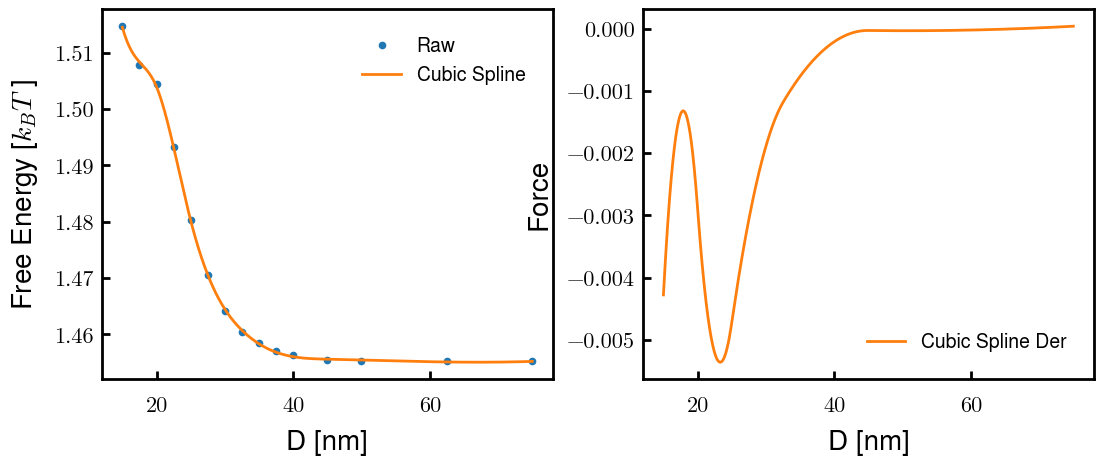 1.51
1.50
1.49
1.48
1.47
1.46
Free Energy [k_B T]
Raw
Cubic Spline
20
40
60
D [nm]
0.000
−0.001
−0.002
−0.003
−0.004
−0.005
Force
Cubic Spline Der
20
40
60
D [nm]